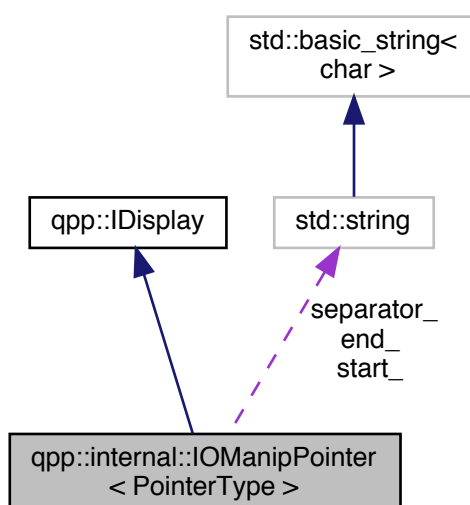 std::basic_string<
char >
qpp::IDisplay
std::string
separator_
end_
start_
qpp::internal::IOManipPointer
< PointerType >